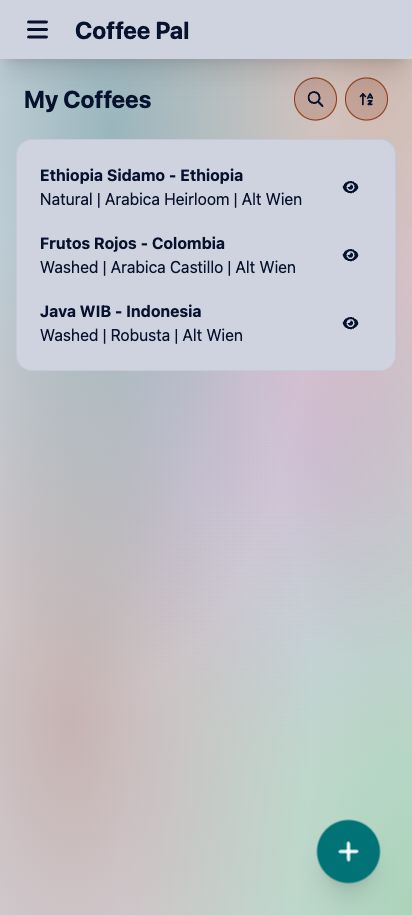 Coffee Pal
My Coffees
Ethiopia Sidamo - Ethiopia
Natural | Arabica Heirloom | Alt Wien
Frutos Rojos - Colombia
Washed | Arabica Castillo | Alt Wien
Java WIB - Indonesia
Washed | Robusta | Alt Wien